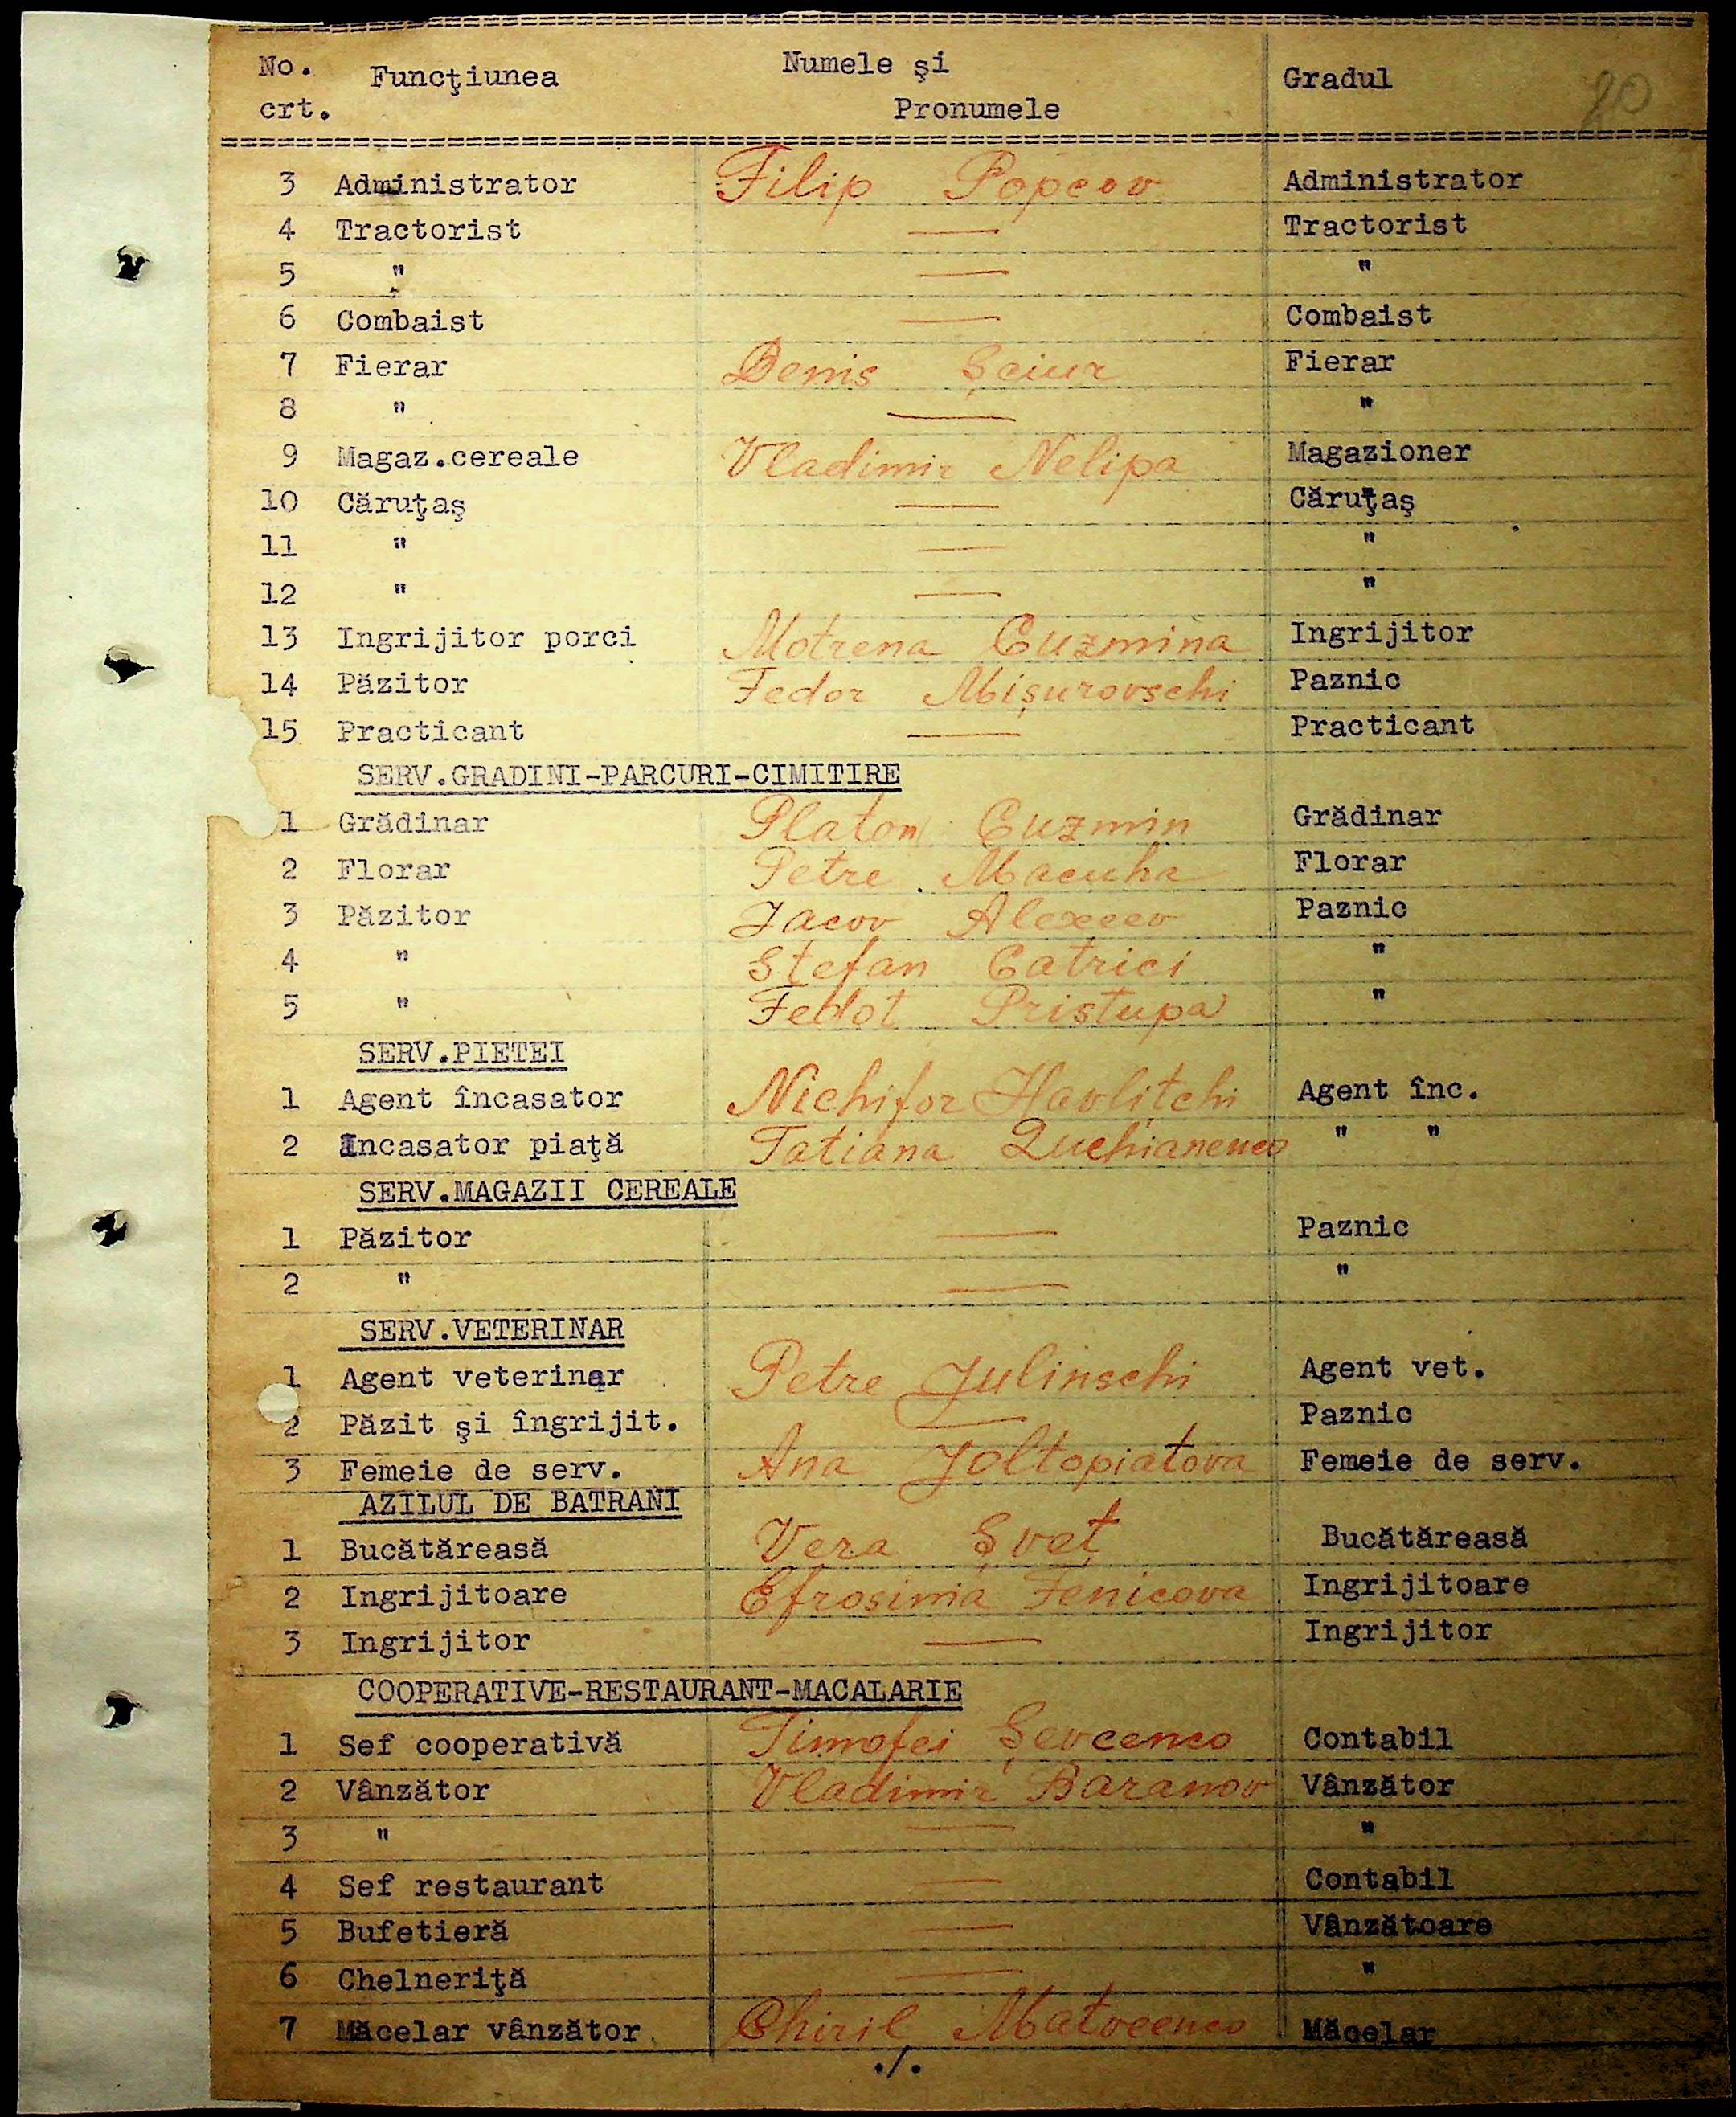 No. crt. Funcţiunea Numele şi Pronumele Gradul
20
3 Administrator Filip Popcov Administrator
4 Tractorist — Tractorist
5 " — "
6 Combaist — Combaist
7 Fierar Denis Șciur Fierar
8 " — "
9 Magaz.cereale Vladimir Nelipa Magazioner
10 Căruţaş — Căruţaş
11 " — "
12 " — "
13 Ingrijitor porci Motrena Cuzmina Ingrijitor
14 Păzitor Fedor Mișurovschi Paznic
15 Practicant — Practicant
SERV.GRADINI-PARCURI-CIMITIRE
1 Grădinar Platon Cuzmin Grădinar
2 Florar Petre Macuha Florar
3 Păzitor Iacov Alexeev Paznic
4 " Ștefan Catrici "
5 " Fedot Pristupa "
SERV.PIETEI
1 Agent încasator Nichifor Havlitchi Agent înc.
2 Incasator piaţă Tatiana " "
SERV.MAGAZII CEREALE
1 Păzitor — Paznic
2 " — "
SERV.VETERINAR
1 Agent veterinar Petre Julinschi Agent vet.
2 Păzit şi îngrijit. — Paznic
3 Femeie de serv. Ana Joltopiatova Femeie de serv.
AZILUL DE BATRANI
1 Bucătăreasă Vera Șveț Bucătăreasă
2 Ingrijitoare Efrosinia Fenicova Ingrijitoare
3 Ingrijitor — Ingrijitor
COOPERATIVE-RESTAURANT-MACALARIE
1 Sef cooperativă Timofei Șevcenco Contabil
2 Vânzător Vladimir Baranov Vânzător
3 " — "
4 Sef restaurant — Contabil
5 Bufetieră — Vânzătoare
6 Chelneriţă — "
7 Măcelar vânzător Chiril Matveenco Măcelar
./.